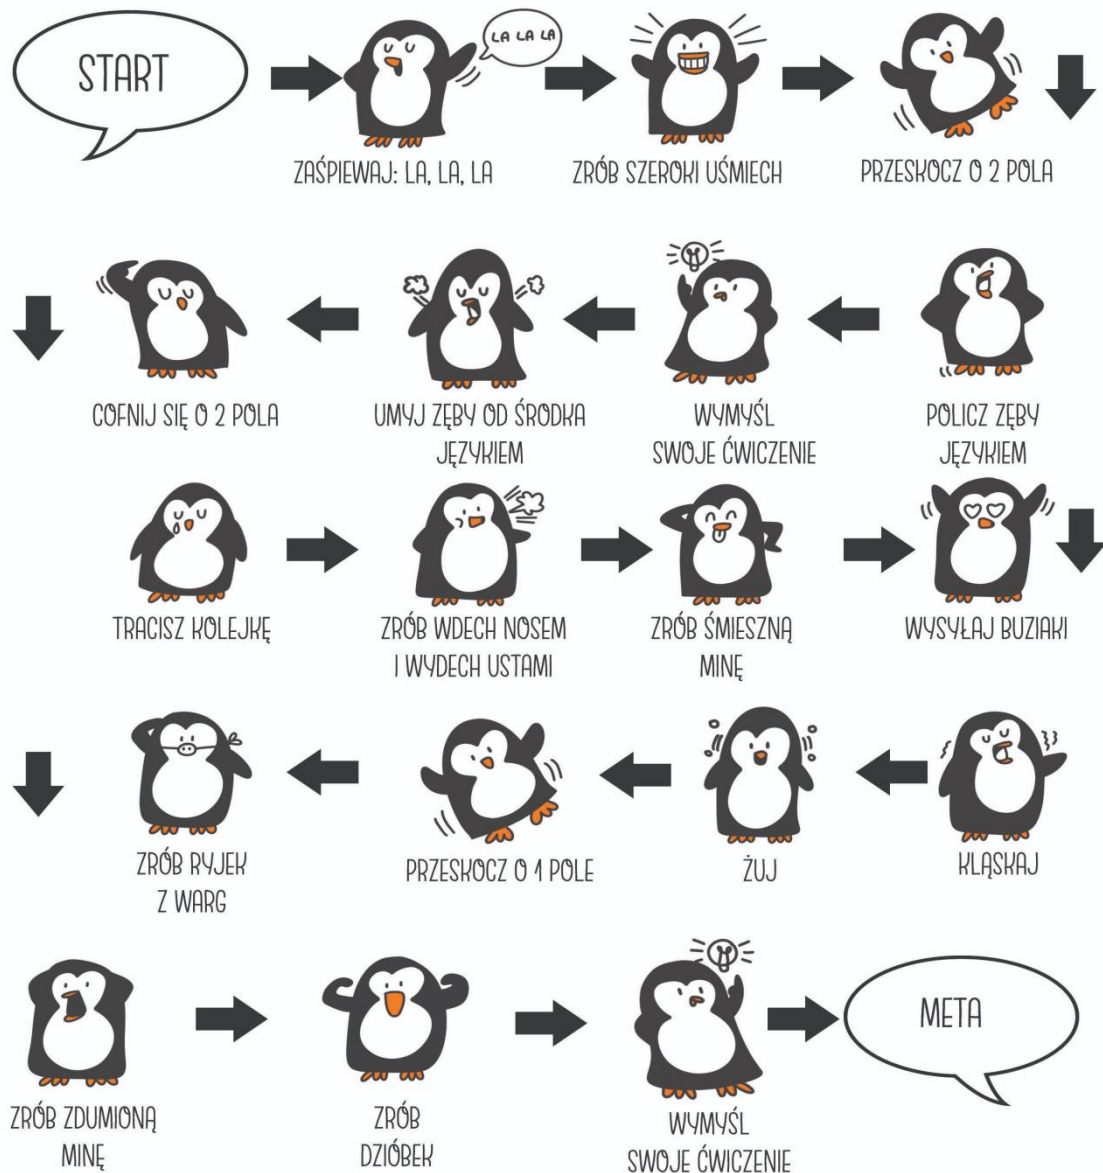 START
LA LA LA
ZAŚPIEWAJ: LA, LA, LA
ZRÓB SZEROKI UŚMIECH
PRZESKOCZ O 2 POLA
COFNIJ SIĘ O 2 POLA
UMYJ ZĘBY OD ŚRODKA
JĘZYKIEM
WYMYŚL
SWOJE ĆWICZENIE
POLICZ ZĘBY
JĘZYKIEM
TRACISZ KOLEJKĘ
ZRÓB WDECH NOSEM
I WYDECH USTAMI
ZRÓB ŚMIESZNĄ
MINĘ
WYSYŁAJ BUZIAKI
ZRÓB RYJEK
Z WARG
PRZESKOCZ O 1 POLE
ŻUJ
KLĄSKAJ
ZRÓB ZDUMIONĄ
MINĘ
ZRÓB
DZIÓBEK
WYMYŚL
SWOJE ĆWICZENIE
META